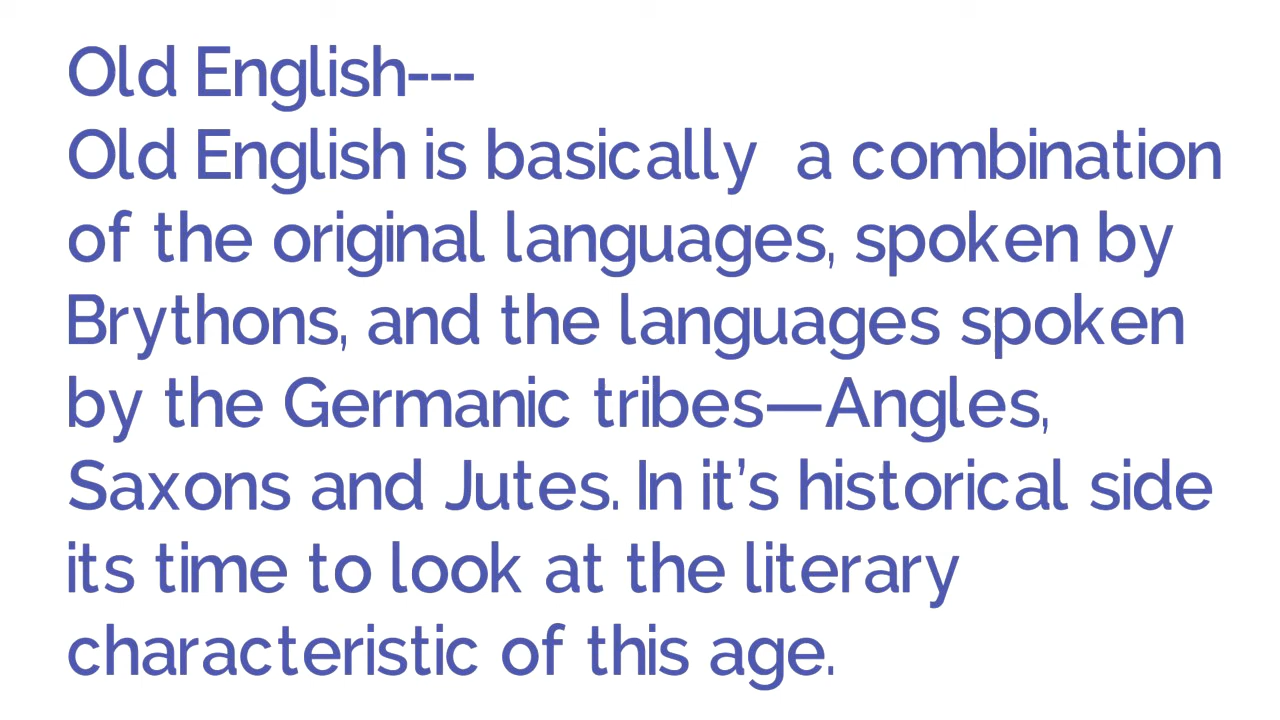 Old English---
Old English is basically  a combination
of the original languages, spoken by
Brythons, and the languages spoken
by the Germanic tribes—Angles,
Saxons and Jutes. In it’s historical side
its time to look at the literary
characteristic of this age.